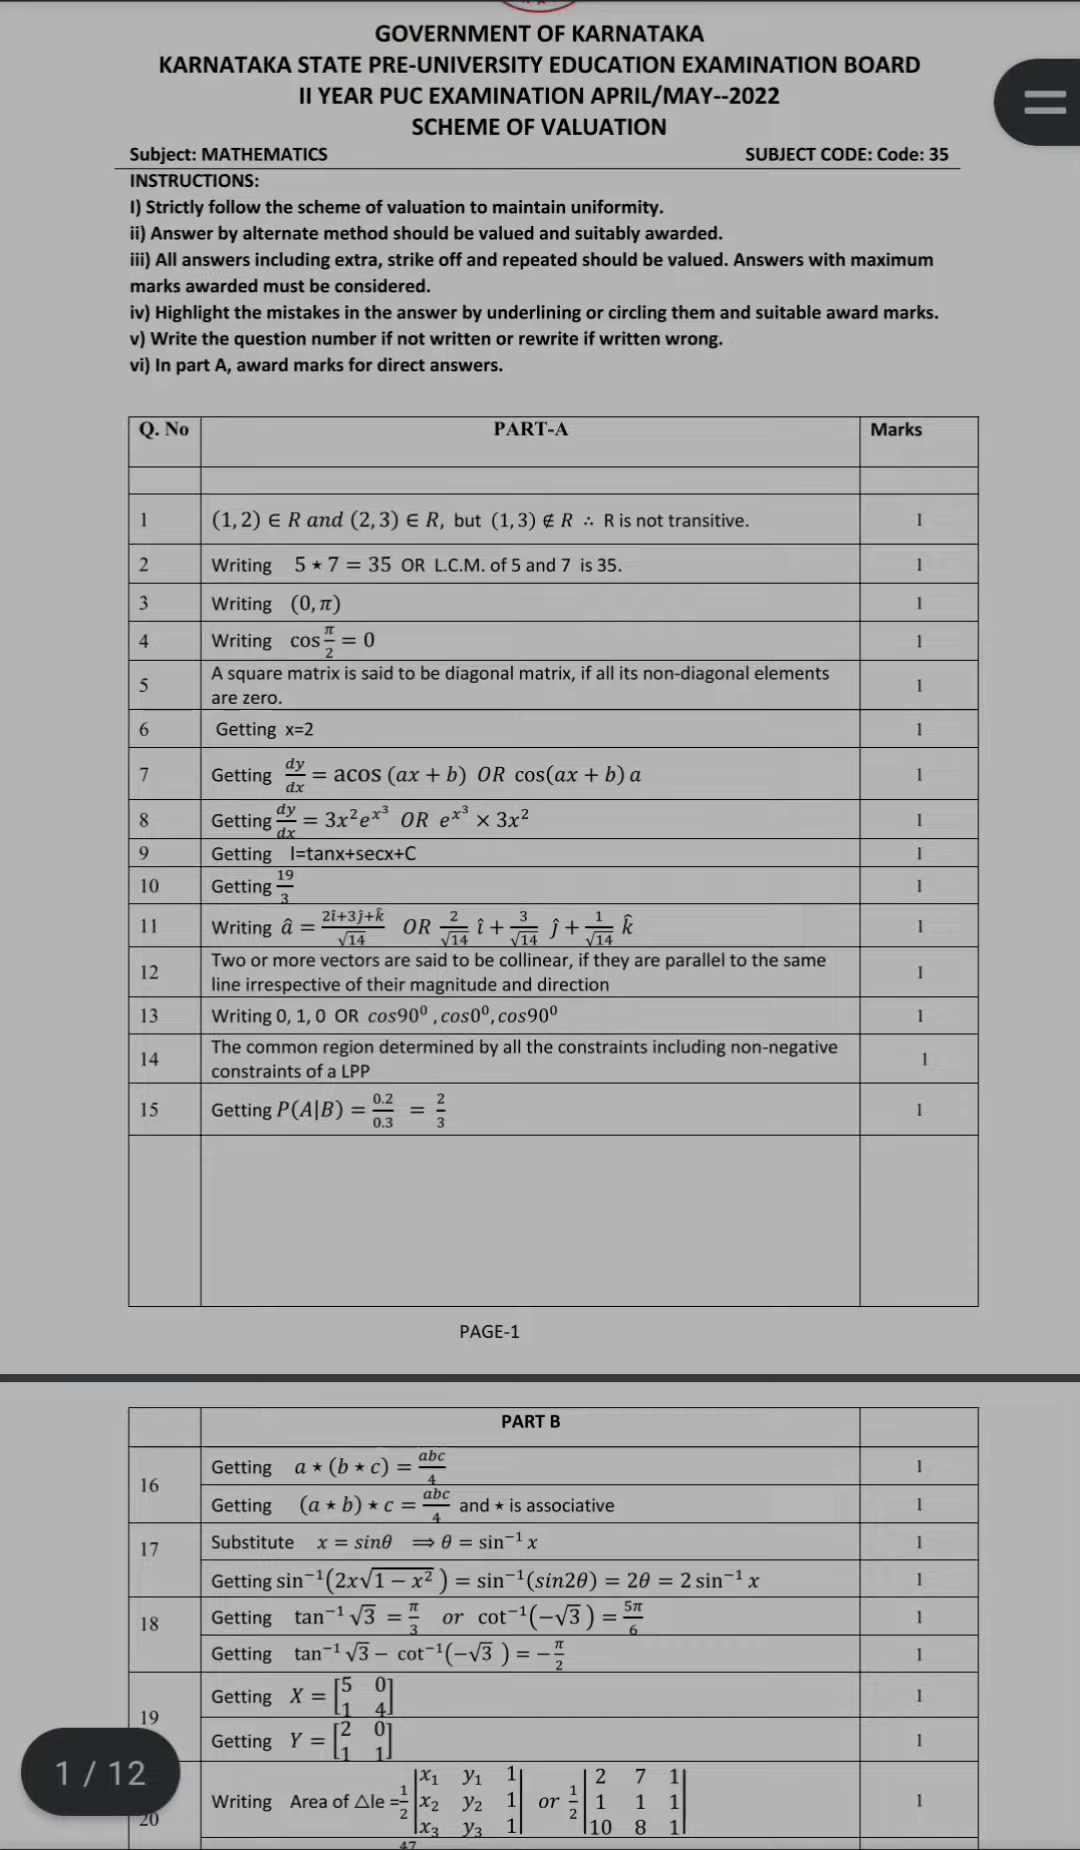 GOVERNMENT OF KARNATAKA
KARNATAKA STATE PRE-UNIVERSITY EDUCATION EXAMINATION BOARD
II YEAR PUC EXAMINATION APRIL/MAY--2022
SCHEME OF VALUATION
Subject: MATHEMATICS SUBJECT CODE: Code: 35
INSTRUCTIONS:
I) Strictly follow the scheme of valuation to maintain uniformity.
ii) Answer by alternate method should be valued and suitably awarded.
iii) All answers including extra, strike off and repeated should be valued. Answers with maximum
marks awarded must be considered.
iv) Highlight the mistakes in the answer by underlining or circling them and suitable award marks.
v) Write the question number if not written or rewrite if written wrong.
vi) In part A, award marks for direct answers.
Q. No PART-A Marks
1 (1,2) ∈ R and (2,3) ∈ R, but (1,3) ∉ R ∴ R is not transitive. 1
2 Writing 5 ⋆ 7 = 35 OR L.C.M. of 5 and 7 is 35. 1
3 Writing (0, π) 1
4 Writing cos π/2 = 0 1
5 A square matrix is said to be diagonal matrix, if all its non-diagonal elements
are zero. 1
6 Getting x=2 1
7 Getting dy/dx = acos (ax + b) OR cos(ax + b) a 1
8 Getting dy/dx = 3x²e^x³ OR e^x³ × 3x² 1
9 Getting I=tanx+secx+C 1
10 Getting 19/3 1
11 Writing â = (2î+3ĵ+k̂)/√14 OR 2/√14 î + 3/√14 ĵ + 1/√14 k̂ 1
12 Two or more vectors are said to be collinear, if they are parallel to the same
line irrespective of their magnitude and direction 1
13 Writing 0, 1, 0 OR cos90⁰ , cos0⁰, cos90⁰ 1
14 The common region determined by all the constraints including non-negative
constraints of a LPP 1
15 Getting P(A|B) = 0.2/0.3 = 2/3 1
PAGE-1
PART B
16 Getting a ⋆ (b ⋆ c) = abc/4 1
Getting (a ⋆ b) ⋆ c = abc/4 and ⋆ is associative 1
17 Substitute x = sinθ ⟹ θ = sin⁻¹ x 1
Getting sin⁻¹(2x√(1 − x²)) = sin⁻¹(sin2θ) = 2θ = 2 sin⁻¹ x 1
18 Getting tan⁻¹ √3 = π/3 or cot⁻¹(−√3 ) = 5π/6 1
Getting tan⁻¹ √3 − cot⁻¹(−√3 ) = − π/2 1
19 Getting X = [5 0
1 4] 1
Getting Y = [2 0
1 1] 1
20 Writing Area of △le = 1/2 |x₁ y₁ 1
x₂ y₂ 1
x₃ y₃ 1| or 1/2 |2 7 1
1 1 1
10 8 1| 1
47
1 / 12